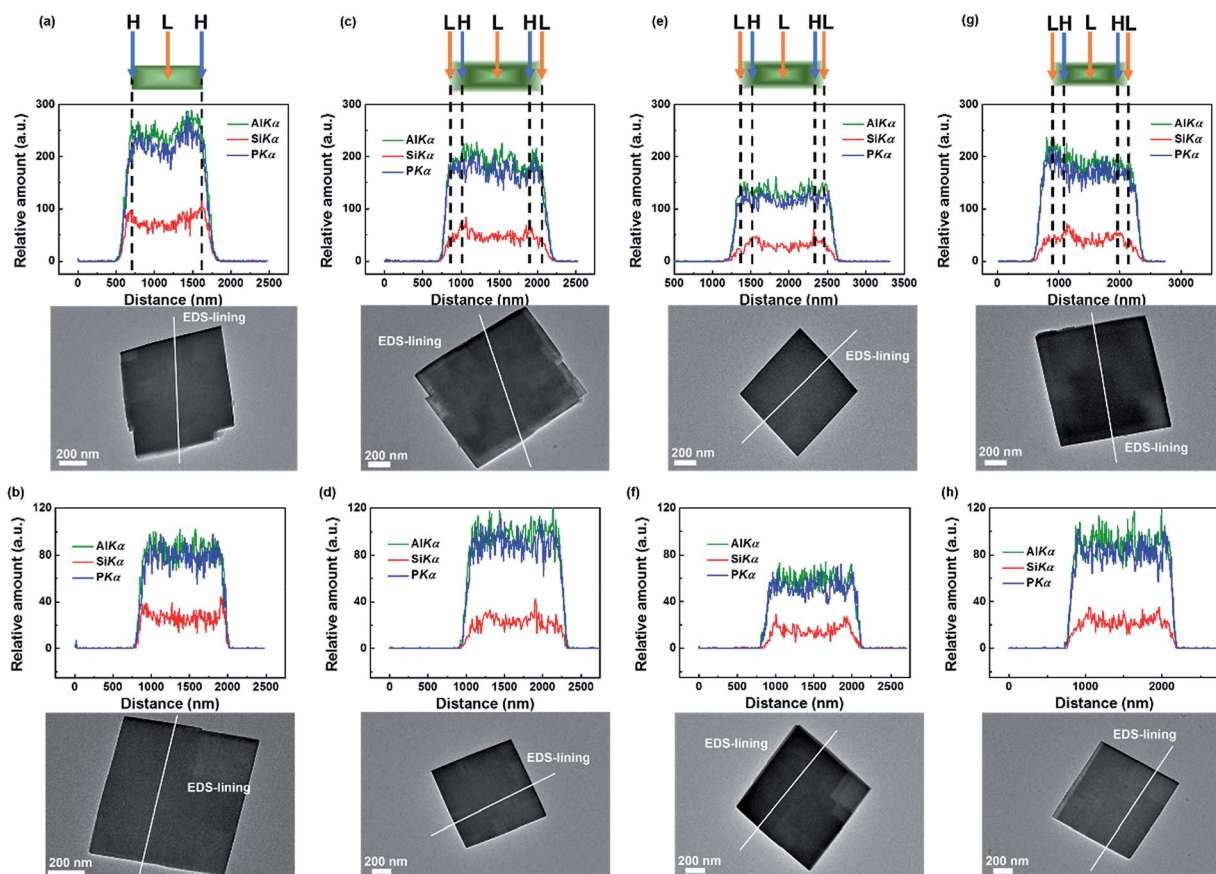 (a)
H L H
300
200
100
0
Relative amount (a.u.)
AlKα
SiKα
PKα
0 500 1000 1500 2000 2500
Distance (nm)
EDS-lining
200 nm
(c)
L H L H L
300
200
100
0
Relative amount (a.u.)
AlKα
SiKα
PKα
0 500 1000 1500 2000 2500
Distance (nm)
EDS-lining
200 nm
(e)
L H L H L
300
200
100
0
Relative amount (a.u.)
AlKα
SiKα
PKα
500 1000 1500 2000 2500 3000 3500
Distance (nm)
EDS-lining
200 nm
(g)
L H L H L
300
200
100
0
Relative amount (a.u.)
AlKα
SiKα
PKα
0 500 1000 1500 2000 3000
Distance (nm)
EDS-lining
200 nm
(b)
120
80
40
0
Relative amount (a.u.)
AlKα
SiKα
PKα
0 500 1000 1500 2000 2500
Distance (nm)
EDS-lining
200 nm
(d)
120
80
40
0
Relative amount (a.u.)
AlKα
SiKα
PKα
0 500 1000 1500 2000 2500
Distance (nm)
EDS-lining
200 nm
(f)
120
80
40
0
Relative amount (a.u.)
AlKα
SiKα
PKα
0 500 1000 1500 2000 2500
Distance (nm)
EDS-lining
200 nm
(h)
120
80
40
0
Relative amount (a.u.)
AlKα
SiKα
PKα
0 1000 2000
Distance (nm)
EDS-lining
200 nm